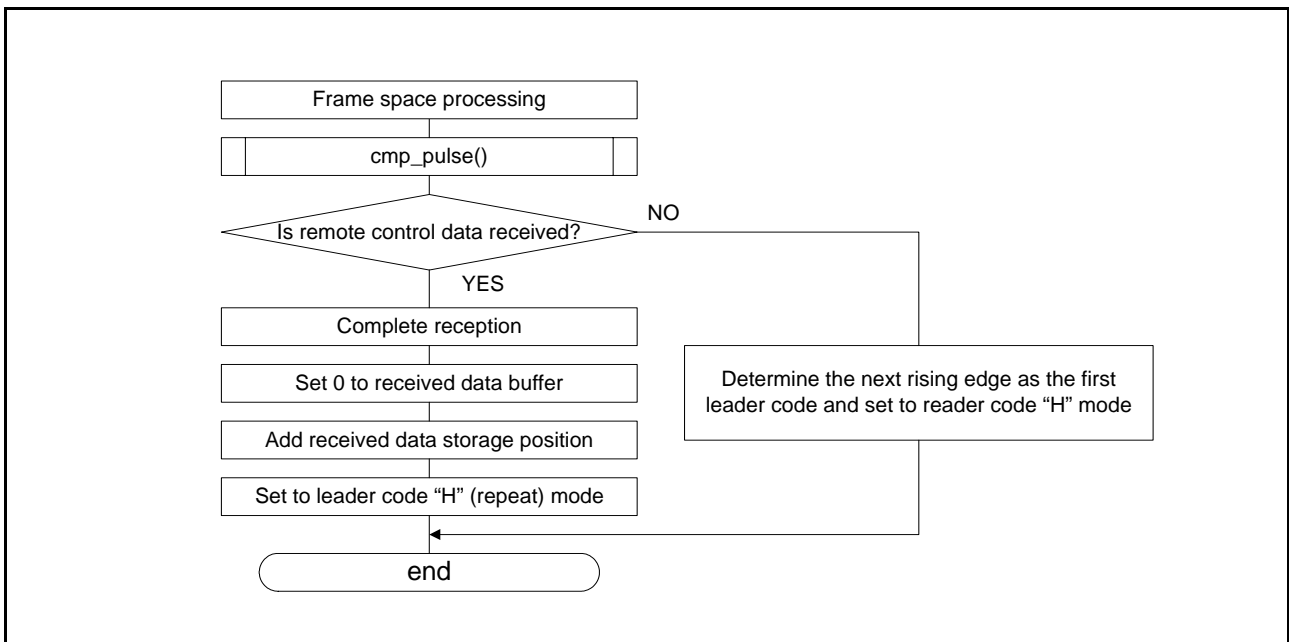 Frame space processing
cmp_pulse()
Is remote control data received?
NO
YES
Complete reception
Set 0 to received data buffer
Add received data storage position
Set to leader code “H” (repeat) mode
Determine the next rising edge as the first
leader code and set to reader code “H” mode
end